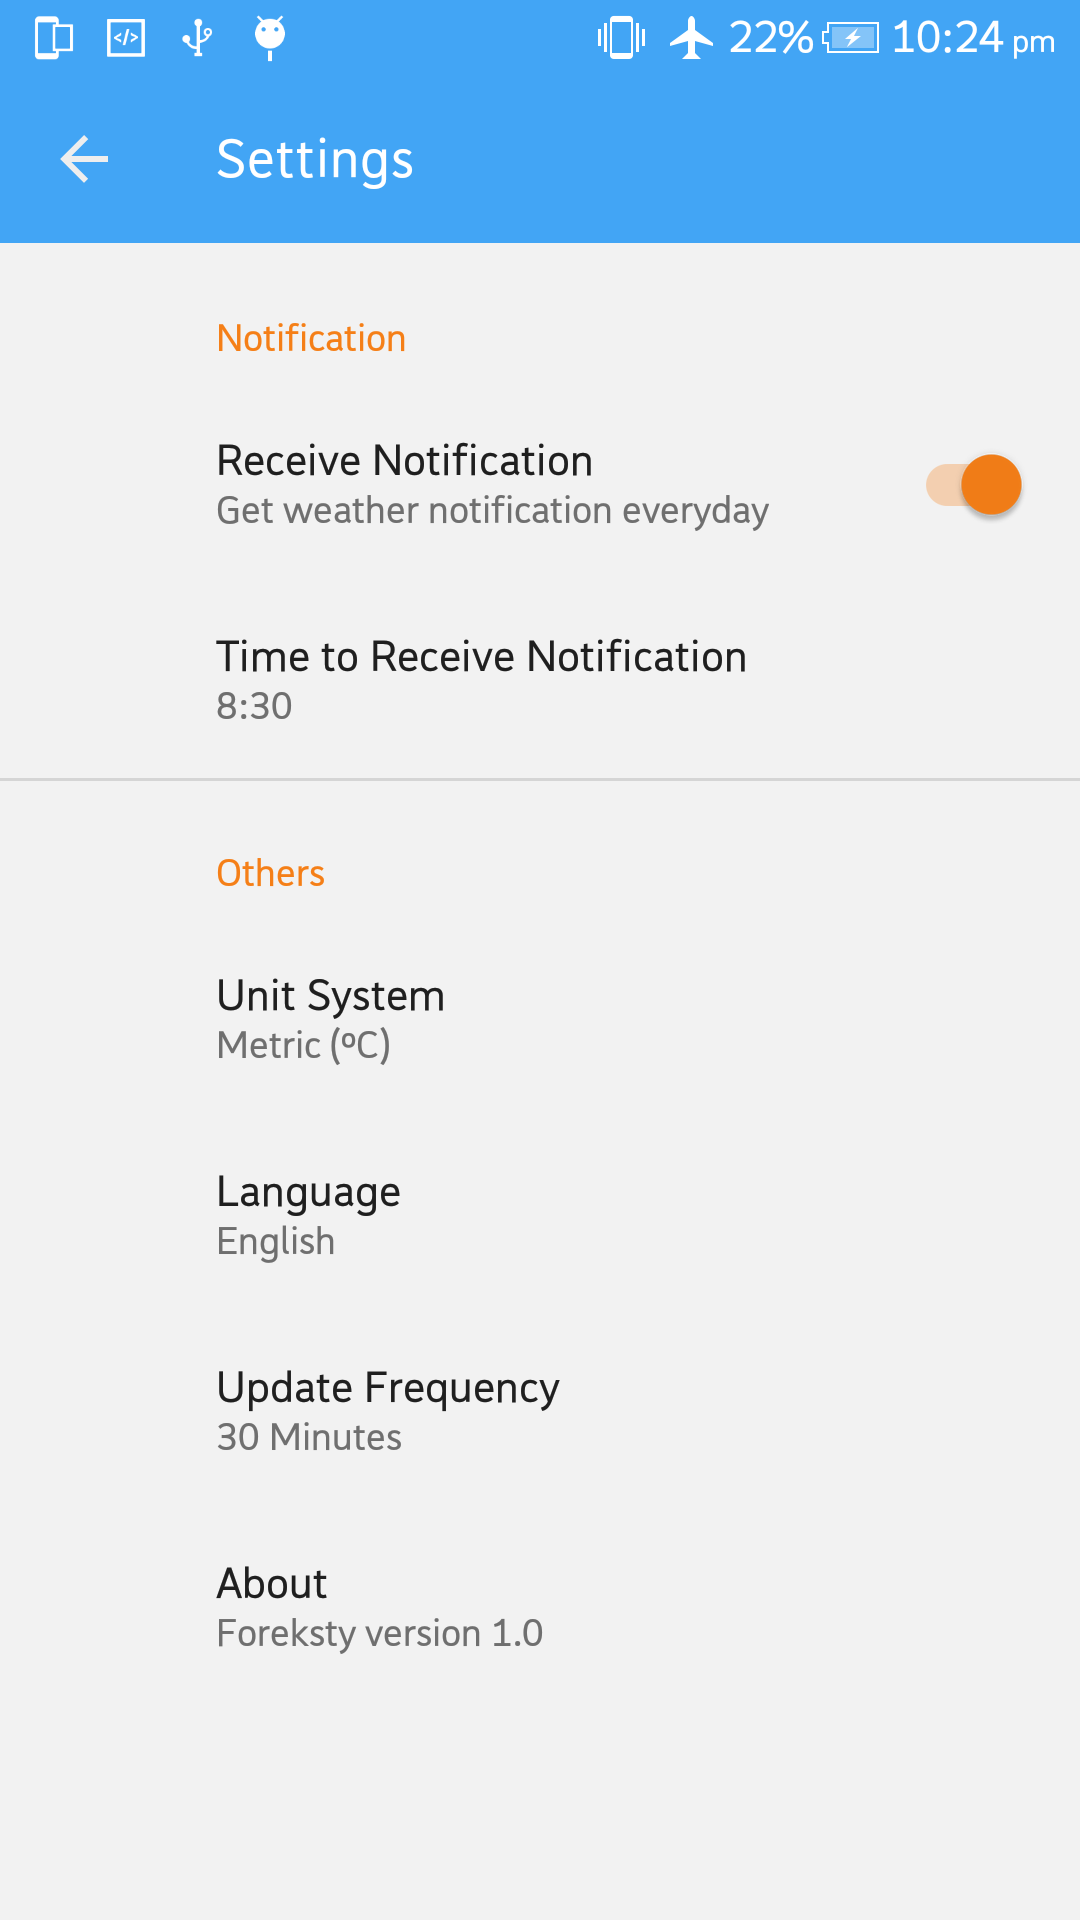 22% 10:24 pm
Settings
Notification
Receive Notification
Get weather notification everyday
Time to Receive Notification
8:30
Others
Unit System
Metric (ºC)
Language
English
Update Frequency
30 Minutes
About
Foreksty version 1.0